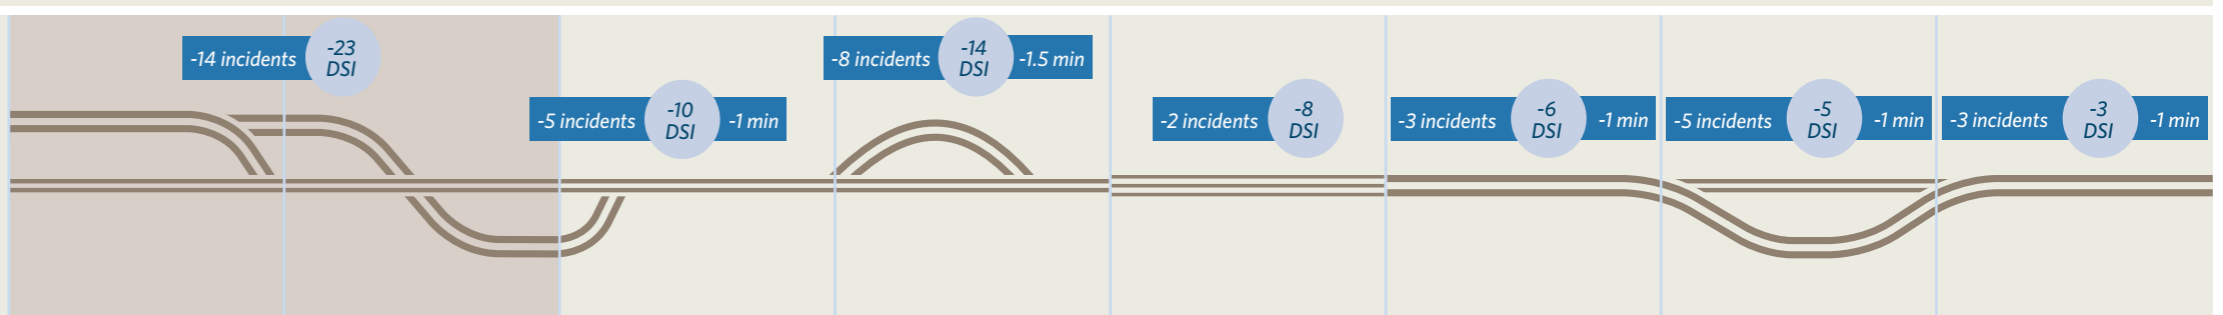 -14 incidents -23 DSI
-5 incidents -10 DSI -1 min
-8 incidents -14 DSI -1.5 min
-2 incidents -8 DSI
-3 incidents -6 DSI -1 min
-5 incidents -5 DSI -1 min
-3 incidents -3 DSI -1 min